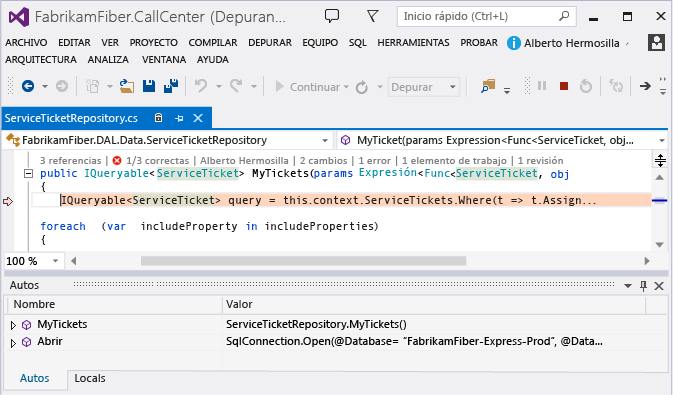 FabrikamFiber.CallCenter (Depuran...
Inicio rápido (Ctrl+L)
ARCHIVO EDITAR VER PROYECTO COMPILAR DEPURAR EQUIPO SQL HERRAMIENTAS PROBAR Alberto Hermosilla
ARQUITECTURA ANALIZA VENTANA AYUDA
Continuar Depurar
ServiceTicketRepository.cs
FabrikamFiber.DAL.Data.ServiceTicketRepository MyTicket(params Expression<Func<ServiceTicket, obj...
3 referencias | 1/3 correctas | Alberto Hermosilla | 2 cambios | 1 error | 1 elemento de trabajo | 1 revisión
public IQueryable<ServiceTicket> MyTickets(params Expresión<Func<ServiceTicket, obj
{
IQueryable<ServiceTicket> query = this.context.ServiceTickets.Where(t => t.Assign...
foreach (var includeProperty in includeProperties)
{
100 %
Autos
Nombre Valor
MyTickets ServiceTicketRepository.MyTickets()
Abrir SqlConnection.Open(@Database= “FabrikamFiber-Express-Prod”, @Data...
Autos Locals